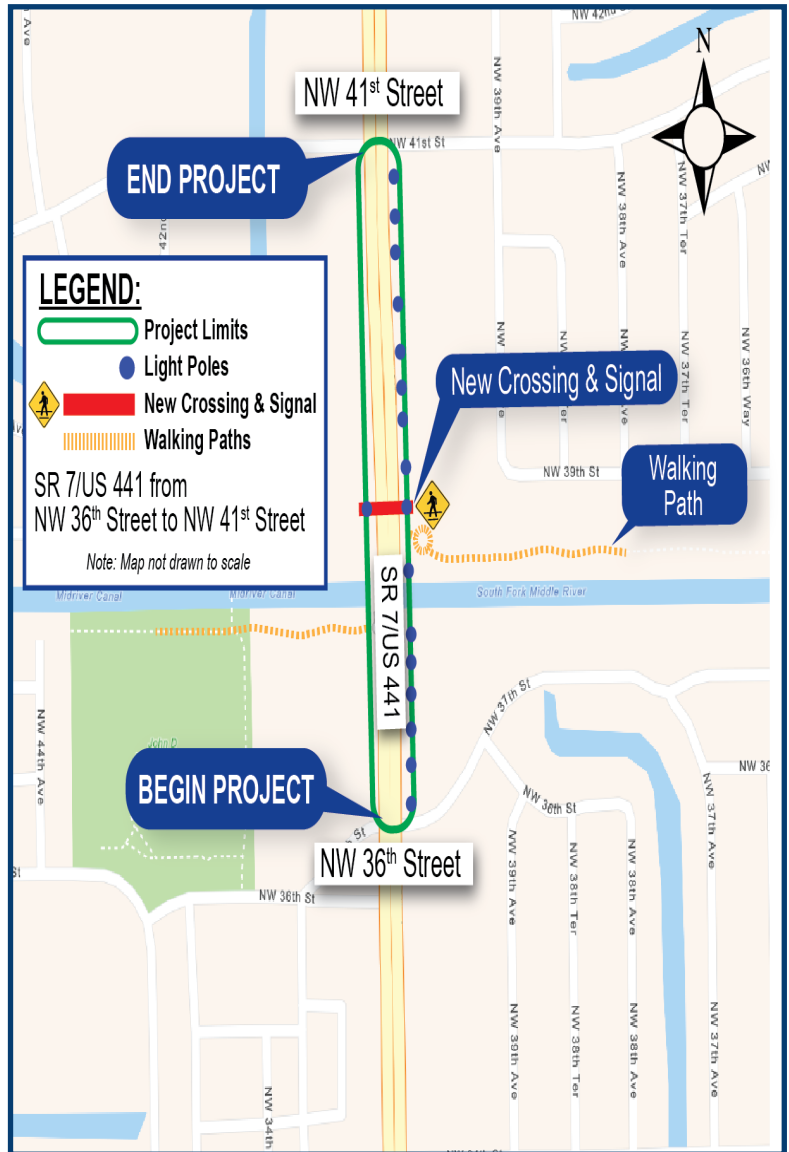 NW 42nd
NW 41st Street
N
NW 41st St
END PROJECT
NW 39th Ave
NW 38th Ave
NW 37th Ter
42nd
LEGEND:
Project Limits
Light Poles
New Crossing & Signal
Walking Paths
SR 7/US 441 from
NW 36th Street to NW 41st Street
Note: Map not drawn to scale
New Crossing & Signal
NW 37th Ter
NW 36th Way
NW 39th St
Walking
Path
Midriver Canal
Midriver Canal
South Fork Middle River
SR 7/US 441
NW 37th St
NW 44th Ave
John D
BEGIN PROJECT
NW 36th St
NW 36
St
NW 36th Street
NW 36th St
St
NW 39th Ave
NW 38th Ter
NW 38th Ave
NW 37th Ave
NW 39th Ave
NW 38th Ter
NW 38th Ave
NW 37th Ave
NW 34th